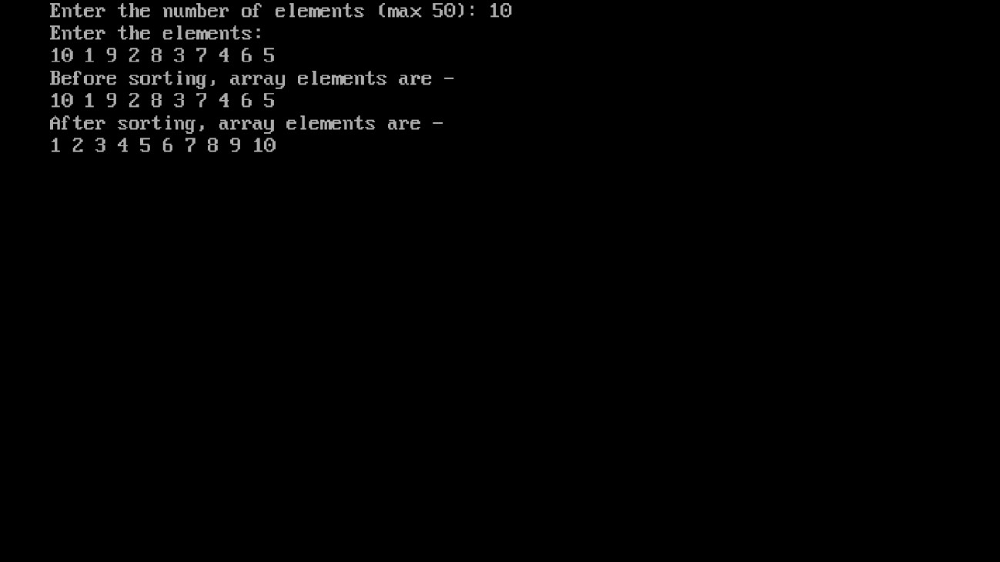 Enter the number of elements (max 50): 10
Enter the elements:
10 1 9 2 8 3 7 4 6 5
Before sorting, array elements are -
10 1 9 2 8 3 7 4 6 5
After sorting, array elements are -
1 2 3 4 5 6 7 8 9 10